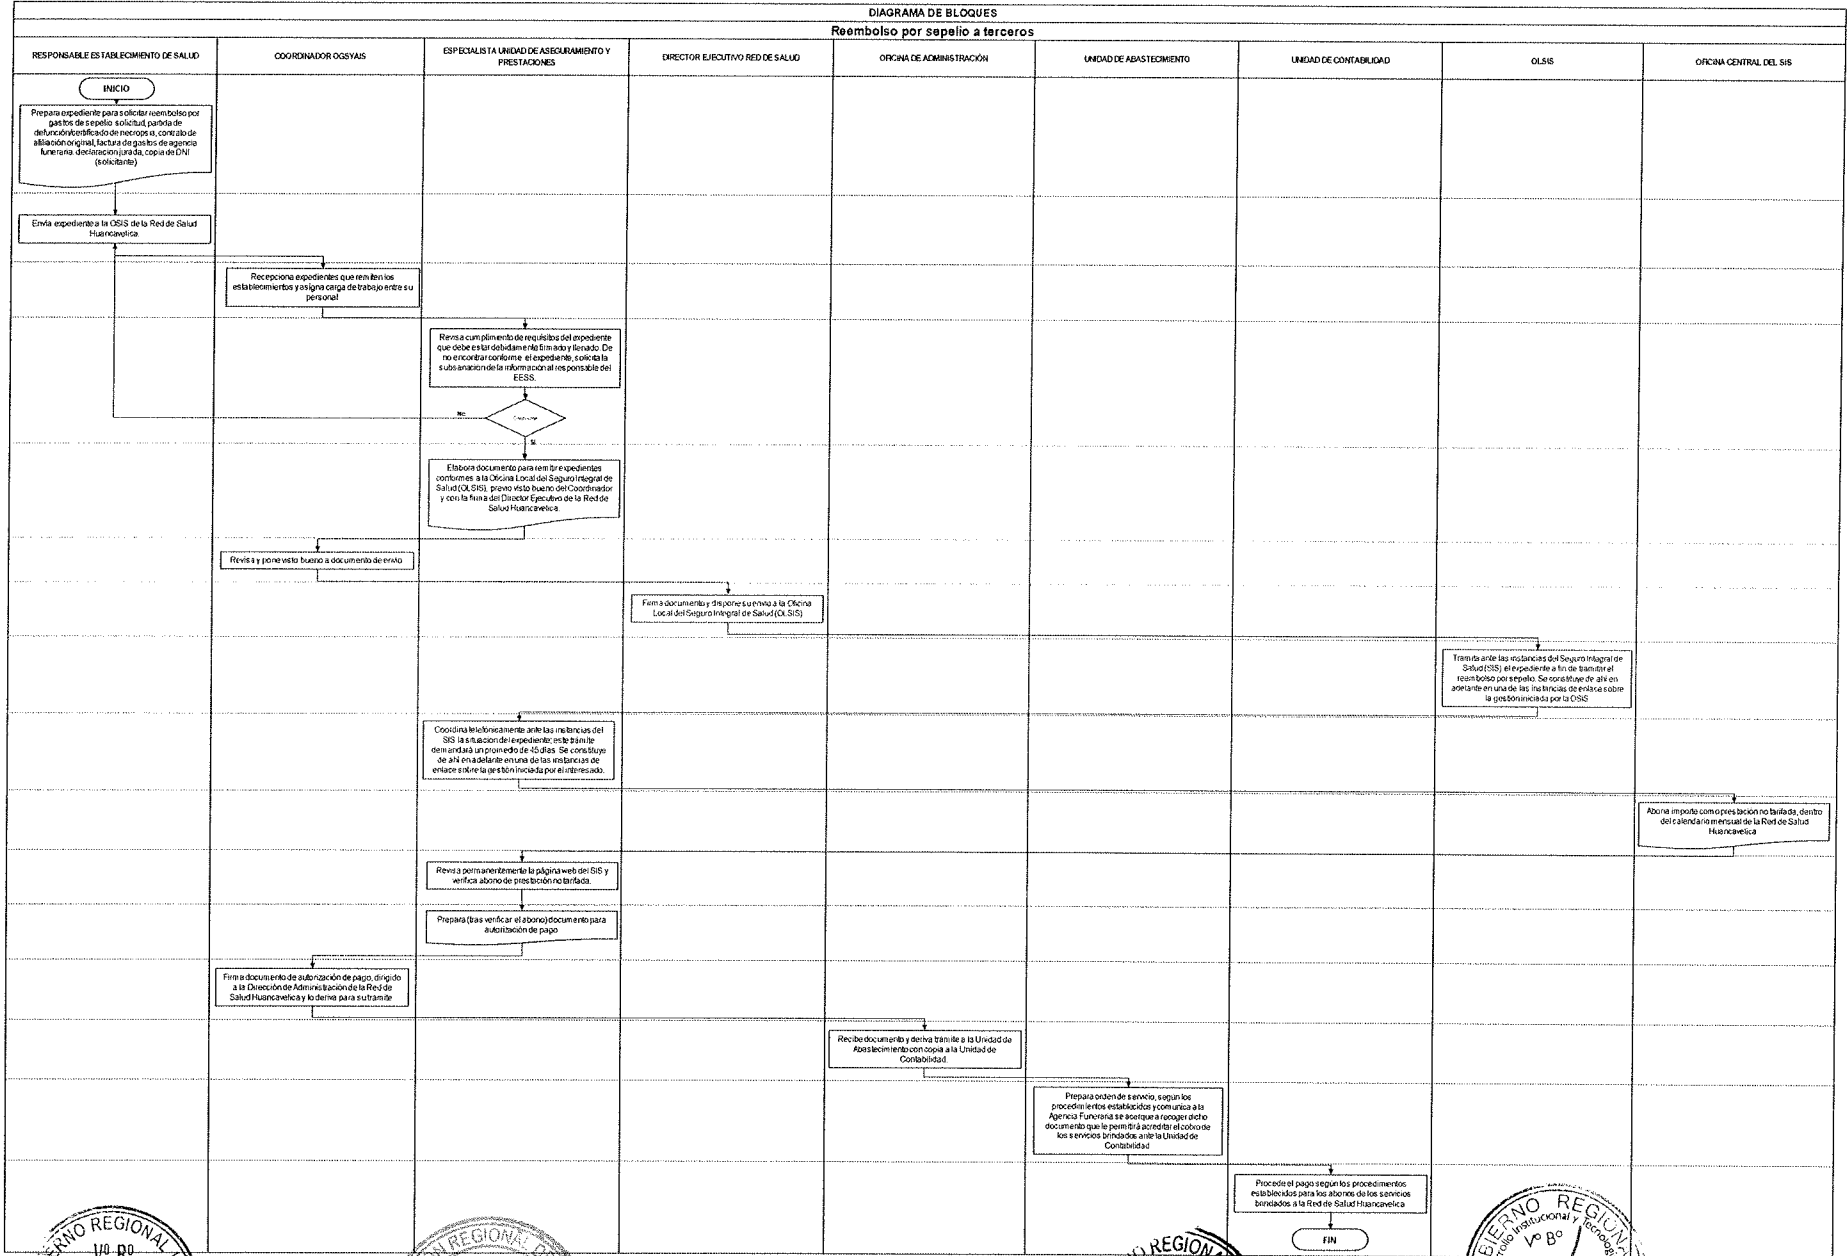 DIAGRAMA DE BLOQUES
Reembolso por sepelio a terceros
RESPONSABLE ESTABLECIMIENTO DE SALUD
COORDINADOR OGSYAIS
ESPECIALISTA UNIDAD DE ASEGURAMIENTO Y
PRESTACIONES
DIRECTOR EJECUTIVO RED DE SALUD
OFICINA DE ADMINISTRACIÓN
UNIDAD DE ABASTECIMIENTO
UNIDAD DE CONTABILIDAD
OLSIS
OFICINA CENTRAL DEL SIS
INICIO
Prepara expediente para solicitar reembolso por
gastos de sepelio solicitud, partida de
defunción/certificado de necropsia, contrato de
afiliación original, factura de gastos de agencia
funeraria, declaracion jurada, copia de DNI
(solicitante)
Envía expediente a la OSIS de la Red de Salud
Huancavelica.
Recepciona expedientes que remiten los
establecimientos y asigna carga de trabajo entre su
personal
Revisa cumplimiento de requisitos del expediente
que debe estar debidamente firmado y llenado. De
no encontrar conforme el expediente, solicita la
subsanación de la información al responsable del
EESS.
No
Si
Elabora documento para remitir expedientes
conformes a la Oficina Local del Seguro Integral de
Salud (OLSIS), previo visto bueno del Coordinador
y con la firma del Director Ejecutivo de la Red de
Salud Huancavelica.
Revisa y pone visto bueno a documento de envío
Firma documento y dispone su envio a la Oficina
Local del Seguro Integral de Salud (OLSIS)
Tramita ante las instancias del Seguro Integral de
Salud (SIS) el expediente a fin de tramitar el
reembolso por sepelio. Se constituye de ahí en
adelante en una de las instancias de enlace sobre
la gestión iniciada por la OSIS
Coordina telefónicamente ante las instancias del
SIS la situación del expediente; este trámite
demandará un promedio de 45 días. Se constituye
de ahí en adelante en una de las instancias de
enlace sobre la gestión iniciada por el interesado.
Abona importe como prestación no tarifada, dentro
del calendario mensual de la Red de Salud
Huancavelica
Revisa permanentemente la página web del SIS y
verifica abono de prestación no tarifada.
Prepara (tras verificar el abono) documento para
autorización de pago
Firma documento de autorización de pago, dirigido
a la Dirección de Administración de la Red de
Salud Huancavelica y lo deriva para su trámite
Recibe documento y deriva trámite a la Unidad de
Abastecimiento con copia a la Unidad de
Contabilidad.
Prepara orden de servicio, según los
procedimientos establecidos y comunica a la
Agencia Funeraria se acerque a recoger dicho
documento que le permitirá acreditar el cobro de
los servicios brindados ante la Unidad de
Contabilidad
Procede el pago según los procedimientos
establecidos para los abonos de los servicios
brindados a la Red de Salud Huancavelica
FIN
RNO REGIONAL
Vº Bº
REGIONAL
O REGION
BIERNO REGIONA
Institucional y Tecnolog
Vº Bº